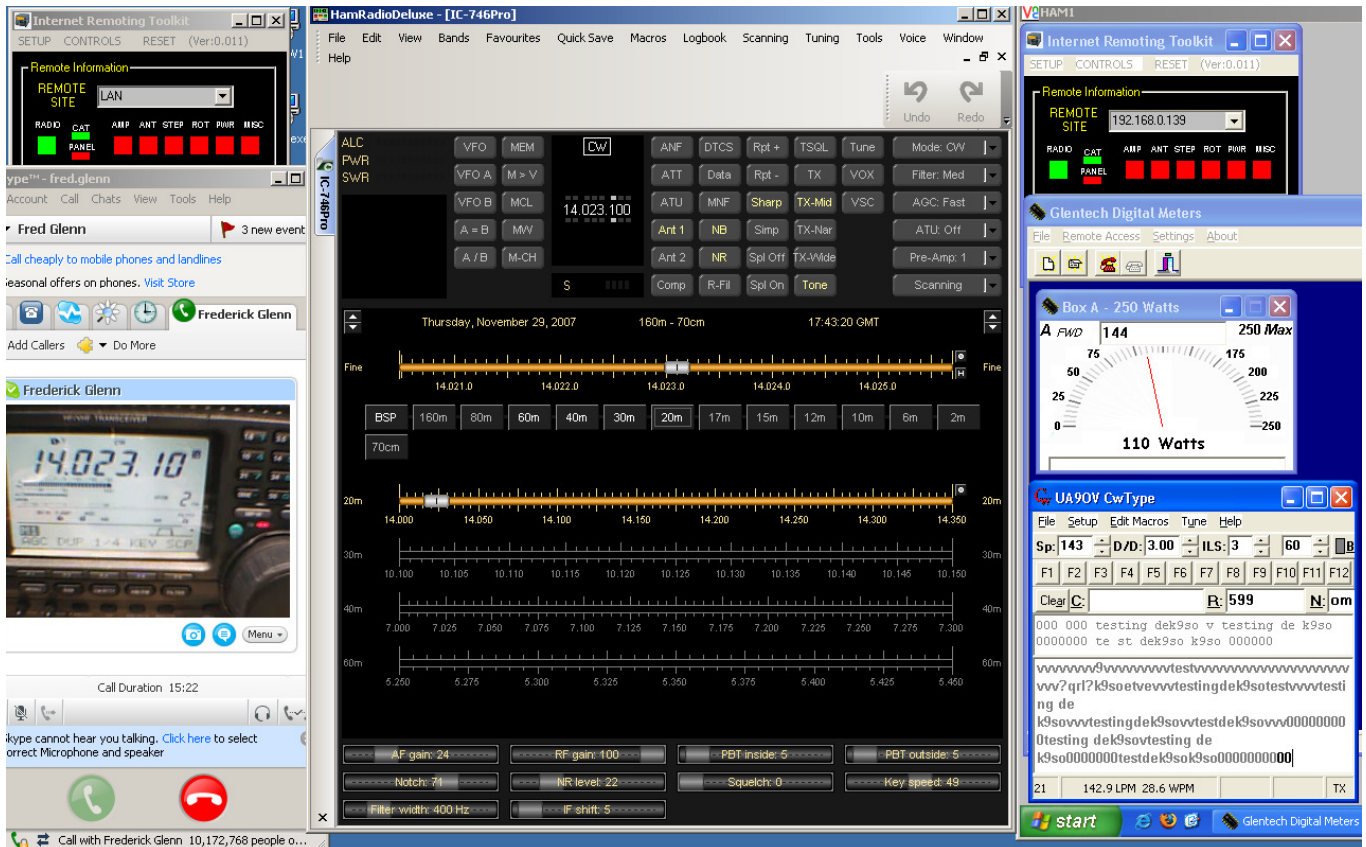 Internet Remoting Toolkit
SETUP CONTROLS RESET (Ver:0.011)
Remote Information
REMOTE SITE LAN
RADIO CAT AMP ANT STEP ROT PWR MISC
PANEL
ype™ - fred.glenn
Account Call Chats View Tools Help
Fred Glenn 3 new event
Call cheaply to mobile phones and landlines
Seasonal offers on phones. Visit Store
Frederick Glenn
Add Callers Do More
Frederick Glenn
HF/VHF TRANSCEIVER
14.023.10
AGC DUP 1/4 KEY SCP
Menu
Call Duration 15:22
Skype cannot hear you talking. Click here to select
correct Microphone and speaker
Call with Frederick Glenn 10,172,768 people o...
HamRadioDeluxe - [IC-746Pro]
File Edit View Bands Favourites Quick Save Macros Logbook Scanning Tuning Tools Voice Window
Help
Undo Redo
IC-746Pro
ALC VFO MEM CW ANF DTCS Rpt + TSQL Tune Mode: CW
PWR
SWR VFO A M > V ATT Data Rpt - TX VOX Filter: Med
VFO B MCL 14.023.100 ATU MNF Sharp TX-Mid VSC AGC: Fast
A = B MW Ant 1 NB Simp TX-Nar ATU: Off
A / B M-CH Ant 2 NR Spl Off TX-Wide Pre-Amp: 1
S Comp R-Fil Spl On Tone Scanning
Thursday, November 29, 2007 160m - 70cm 17:43:20 GMT
Fine Fine
14.021.0 14.022.0 14.023.0 14.024.0 14.025.0
H
BSP 160m 80m 60m 40m 30m 20m 17m 15m 12m 10m 6m 2m
70cm
20m 20m
14.000 14.050 14.100 14.150 14.200 14.250 14.300 14.350
30m 30m
10.100 10.105 10.110 10.115 10.120 10.125 10.130 10.135 10.140 10.145 10.150
40m 40m
7.000 7.025 7.050 7.075 7.100 7.125 7.150 7.175 7.200 7.225 7.250 7.275 7.300
60m 60m
5.250 5.275 5.300 5.325 5.350 5.375 5.400 5.425 5.450
AF gain: 24 RF gain: 100 PBT inside: 5 PBT outside: 5
Notch: 71 NR level: 22 Squelch: 0 Key speed: 49
Filter width: 400 Hz IF shift: 5
HAM1
Internet Remoting Toolkit
SETUP CONTROLS RESET (Ver:0.011)
Remote Information
REMOTE SITE 192.168.0.139
RADIO CAT AMP ANT STEP ROT PWR MISC
PANEL
Glentech Digital Meters
File Remote Access Settings About
Box A - 250 Watts
A FWD 144 250 Max
75 175
50 200
25 225
0 250
110 Watts
UA9OV CwType
File Setup Edit Macros Tune Help
Sp: 143 D/D: 3.00 ILS: 3 60 B
F1 F2 F3 F4 F5 F6 F7 F8 F9 F10 F11 F12
Clear C: R: 599 N: om
000 000 testing dek9so v testing de k9so
0000000 te st dek9so k9so 000000
vvvvvvvv9vvvvvvvvvtestvvvvvvvvvvvvvvvvvvvv
vvv?qrl?k9soetvevvvtestingdek9sotestvvvvtesti
ng de
k9sovvvtestingdek9sovvtestdek9sovvv00000000
0testing dek9sovtesting de
k9so0000000testdek9sok9so00000000000
21 142.9 LPM 28.6 WPM TX
start Glentech Digital Meters